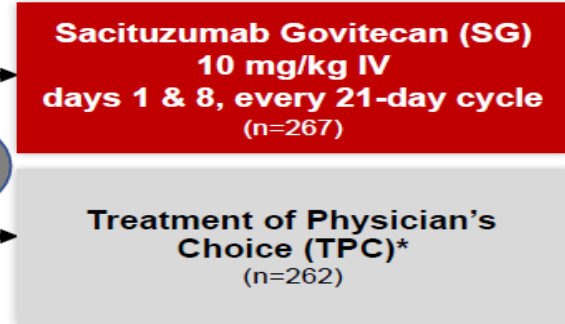 Sacituzumab Govitecan (SG)
10 mg/kg IV
days 1 & 8, every 21-day cycle
(n=267)
Treatment of Physician's
Choice (TPC)*
(n=262)